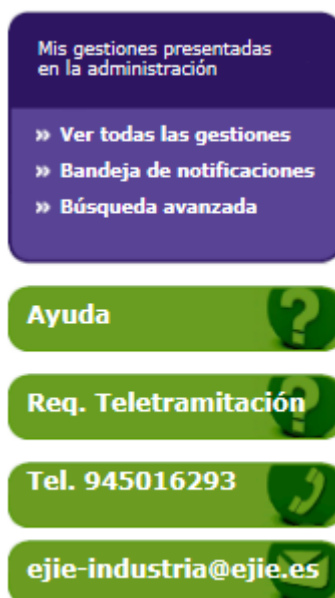 Mis gestiones presentadas
en la administración
» Ver todas las gestiones
» Bandeja de notificaciones
» Búsqueda avanzada
Ayuda
Req. Teletramitación
Tel. 945016293
ejie-industria@ejie.es